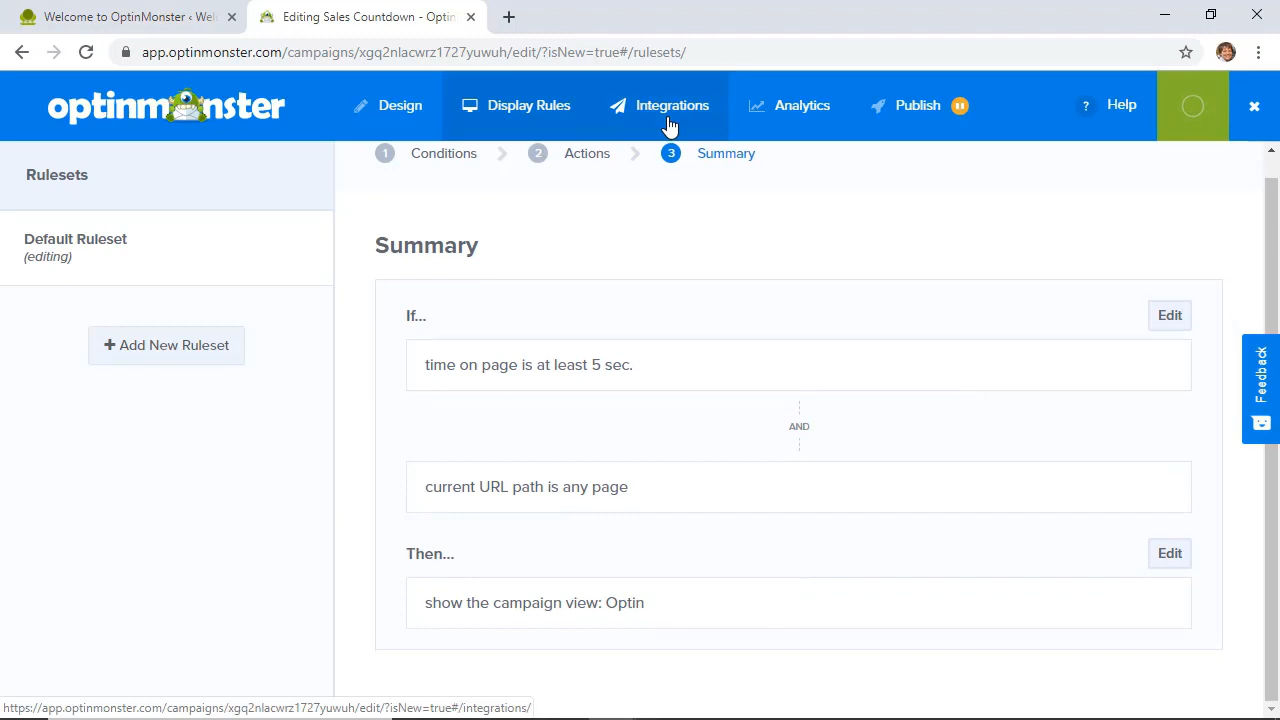 Welcome to OptinMonster ‹ Wel
Editing Sales Countdown - Optin
app.optinmonster.com/campaigns/xgq2nlacwrz1727yuwuh/edit/?isNew=true#/rulesets/
optinmonster
Design
Display Rules
Integrations
Analytics
Publish
? Help
Rulesets
1 Conditions
2 Actions
3 Summary
Default Ruleset
(editing)
+ Add New Ruleset
Summary
If...
Edit
time on page is at least 5 sec.
AND
current URL path is any page
Then...
Edit
show the campaign view: Optin
Feedback
https://app.optinmonster.com/campaigns/xgq2nlacwrz1727yuwuh/edit/?isNew=true#/integrations/